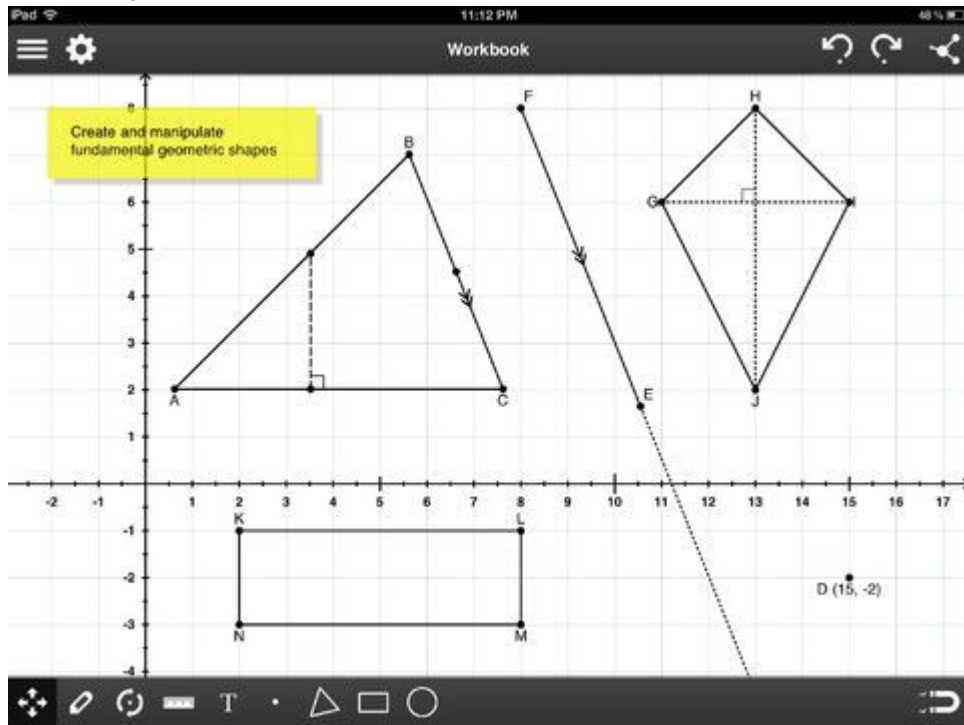 iPad 11:12 PM 48%
Workbook
Create and manipulate
fundamental geometric shapes
8
6
5
4
3
2
1
-1
-2
-3
-4
-2 -1 1 2 3 4 5 6 7 8 9 10 11 12 13 14 15 16 17
A
B
C
F
E
H
G I
J
K L
N M
D (15, -2)
T